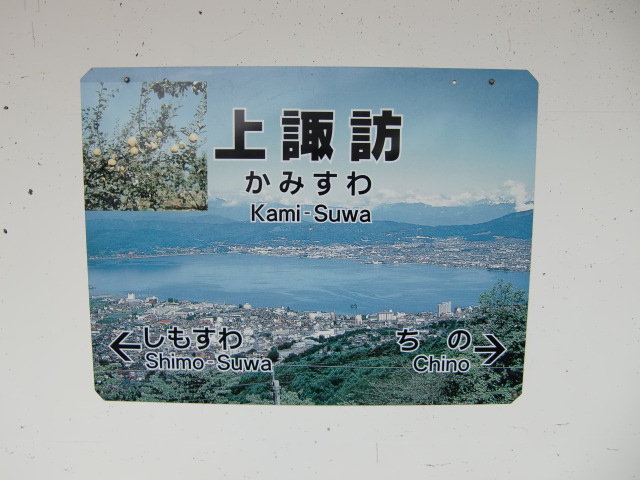 上諏訪
かみすわ
Kami-Suwa
←しもすわ
Shimo-Suwa
ちの→
Chino